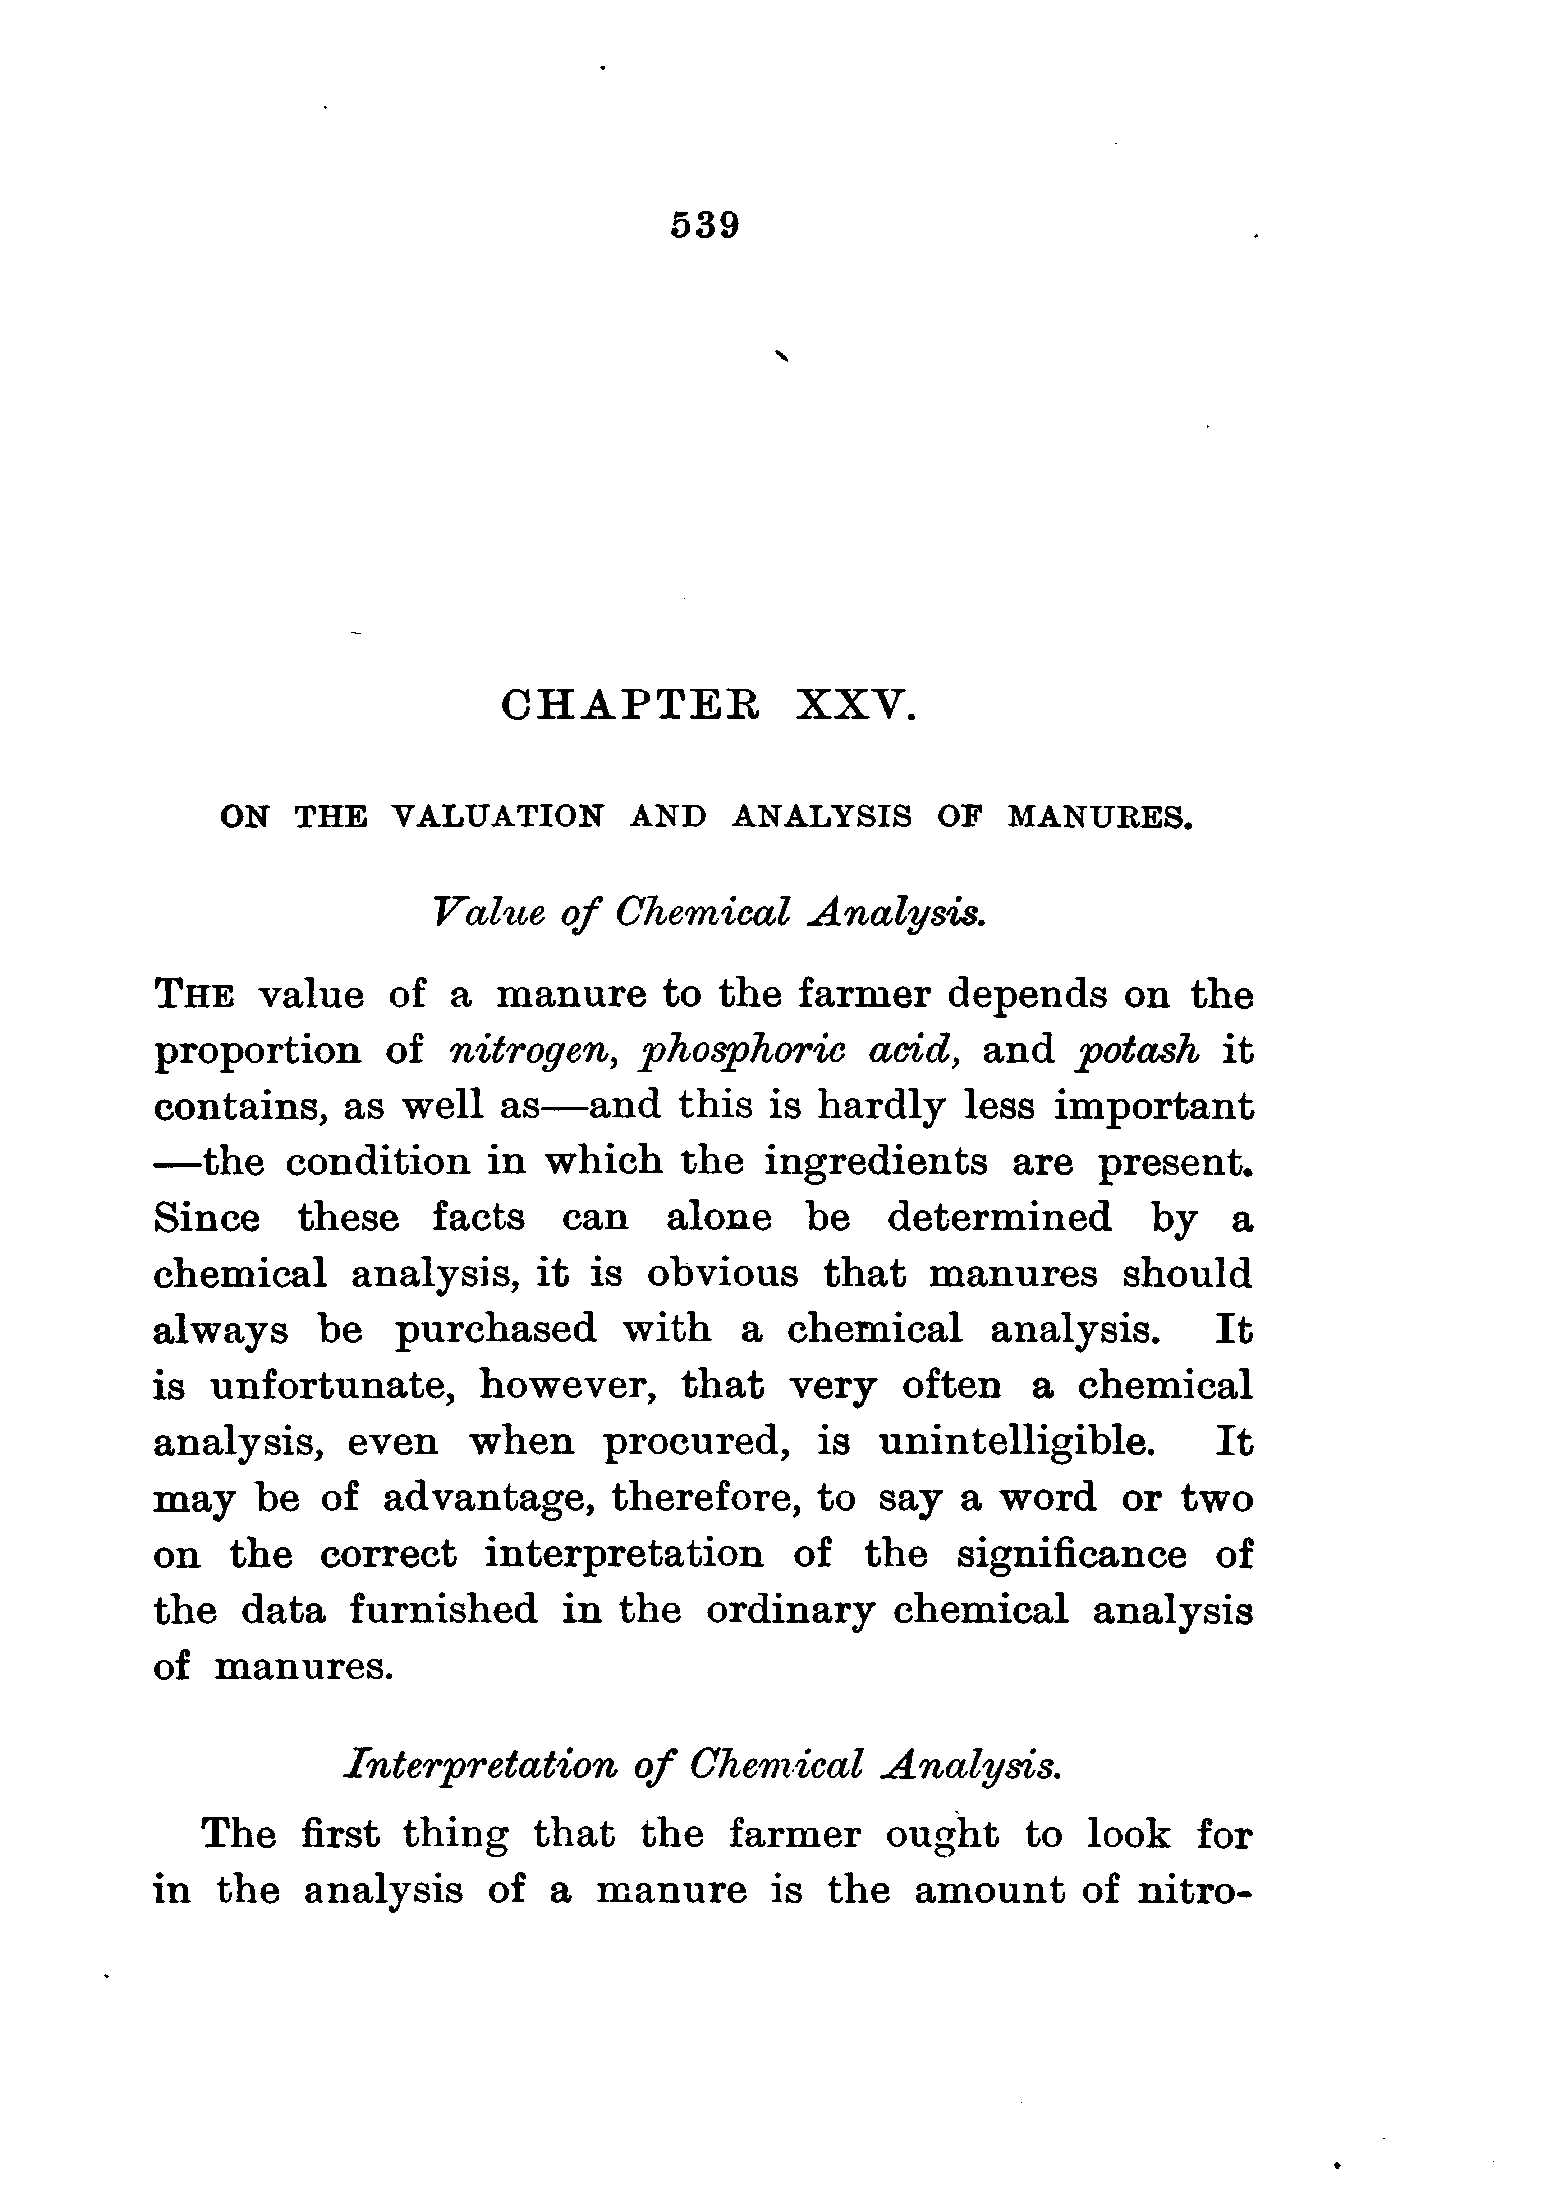 539
CHAPTER XXV.
ON THE VALUATION AND ANALYSIS OF MANURES.
Value of Chemical Analysis.
THE value of a manure to the farmer depends on the
proportion of nitrogen, phosphoric acid, and potash it
contains, as well as—and this is hardly less important
—the condition in which the ingredients are present.
Since these facts can alone be determined by a
chemical analysis, it is obvious that manures should
always be purchased with a chemical analysis. It
is unfortunate, however, that very often a chemical
analysis, even when procured, is unintelligible. It
may be of advantage, therefore, to say a word or two
on the correct interpretation of the significance of
the data furnished in the ordinary chemical analysis
of manures.
Interpretation of Chemical Analysis.
The first thing that the farmer ought to look for
in the analysis of a manure is the amount of nitro-